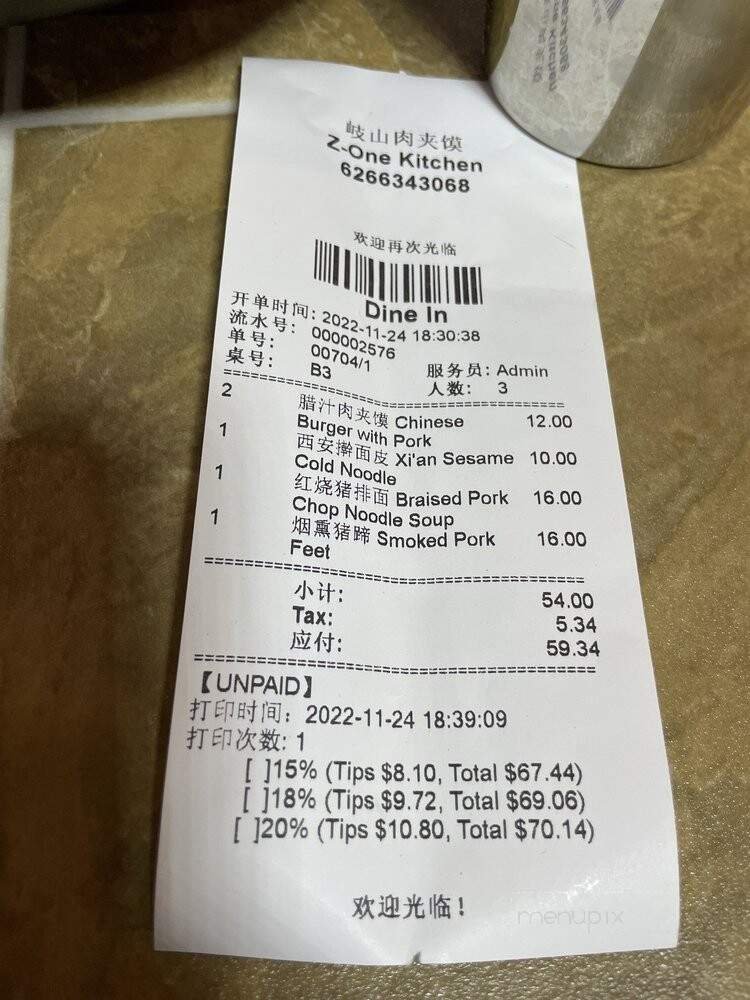 岐山肉夹馍
Z-One Kitchen
6266343068
欢迎再次光临
Dine In
开单时间: 2022-11-24 18:30:38
流水号: 000002576
单号: 00704/1 服务员: Admin
桌号: B3 人数: 3
2 腊汁肉夹馍 Chinese 12.00
Burger with Pork
1 西安擀面皮 Xi'an Sesame 10.00
Cold Noodle
1 红烧猪排面 Braised Pork 16.00
Chop Noodle Soup
1 烟熏猪蹄 Smoked Pork 16.00
Feet
小计: 54.00
Tax: 5.34
应付: 59.34
【UNPAID】
打印时间: 2022-11-24 18:39:09
打印次数: 1
[ ]15% (Tips $8.10, Total $67.44)
[ ]18% (Tips $9.72, Total $69.06)
[ ]20% (Tips $10.80, Total $70.14)
欢迎光临!
menupix